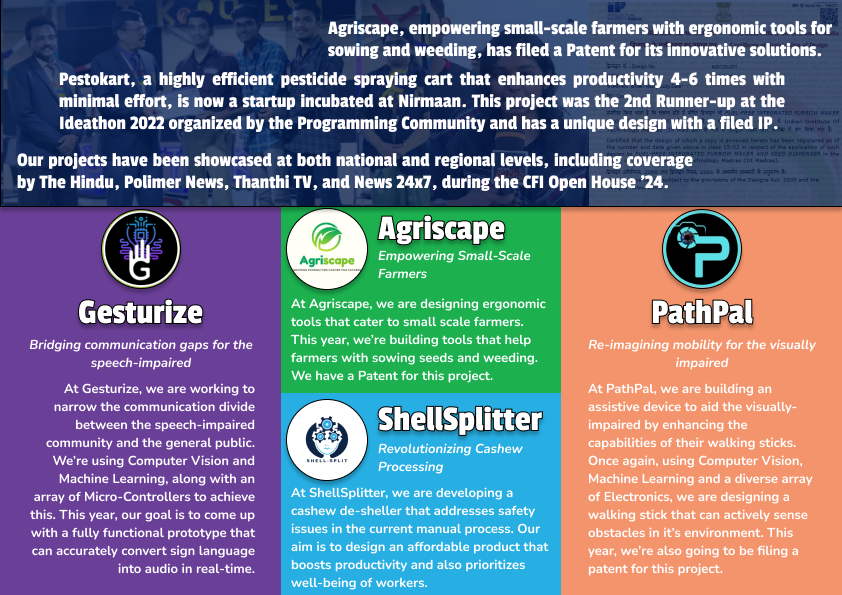 Agriscape, empowering small-scale farmers with ergonomic tools for
sowing and weeding, has filed a Patent for its innovative solutions.
Pestokart, a highly efficient pesticide spraying cart that enhances productivity 4-6 times with
minimal effort, is now a startup incubated at Nirmaan. This project was the 2nd Runner-up at the
Ideathon 2022 organized by the Programming Community and has a unique design with a filed IP.
Our projects have been showcased at both national and regional levels, including coverage
by The Hindu, Polimer News, Thanthi TV, and News 24x7, during the CFI Open House '24.
G
Gesturize
Bridging communication gaps for the
speech-impaired
At Gesturize, we are working to
narrow the communication divide
between the speech-impaired
community and the general public.
We're using Computer Vision and
Machine Learning, along with an
array of Micro-Controllers to achieve
this. This year, our goal is to come up
with a fully functional prototype that
can accurately convert sign language
into audio in real-time.
Agriscape
Agriscape
Empowering Small-Scale
Farmers
At Agriscape, we are designing ergonomic
tools that cater to small scale farmers.
This year, we're building tools that help
farmers with sowing seeds and weeding.
We have a Patent for this project.
SHELL-SPLIT
ShellSplitter
Revolutionizing Cashew
Processing
At ShellSplitter, we are developing a
cashew de-sheller that addresses safety
issues in the current manual process. Our
aim is to design an affordable product that
boosts productivity and also prioritizes
well-being of workers.
P
PathPal
Re-imagining mobility for the visually
impaired
At PathPal, we are building an
assistive device to aid the visually-
impaired by enhancing the
capabilities of their walking sticks.
Once again, using Computer Vision,
Machine Learning and a diverse array
of Electronics, we are designing a
walking stick that can actively sense
obstacles in it's environment. This
year, we're also going to be filing a
patent for this project.